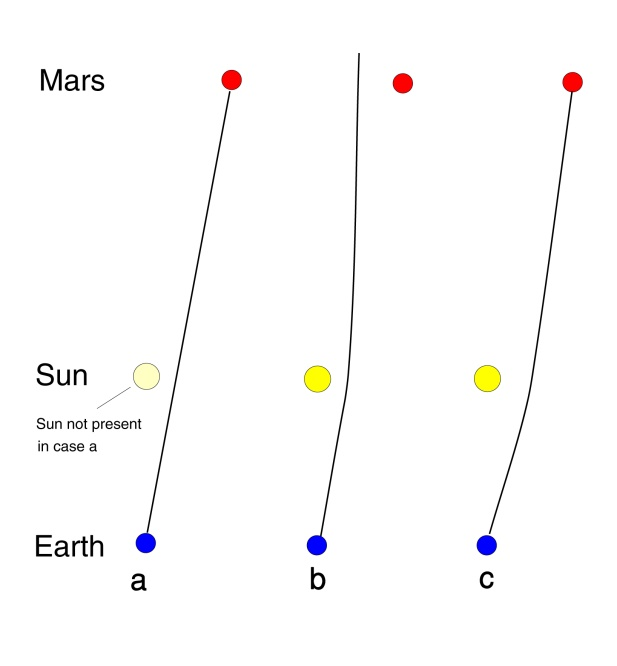 Mars
Sun
Sun not present
in case a
Earth
a
b
c